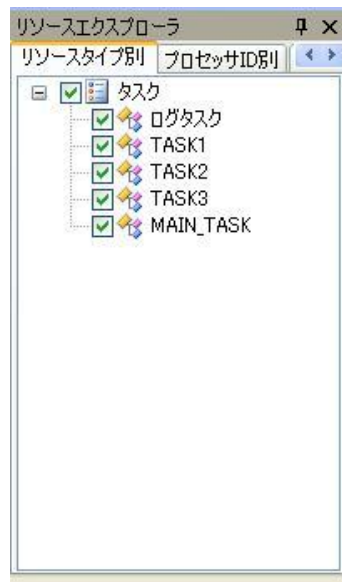 リソースエクスプローラ
リソースタイプ別 プロセッサID別
タスク
ログタスク
TASK1
TASK2
TASK3
MAIN_TASK